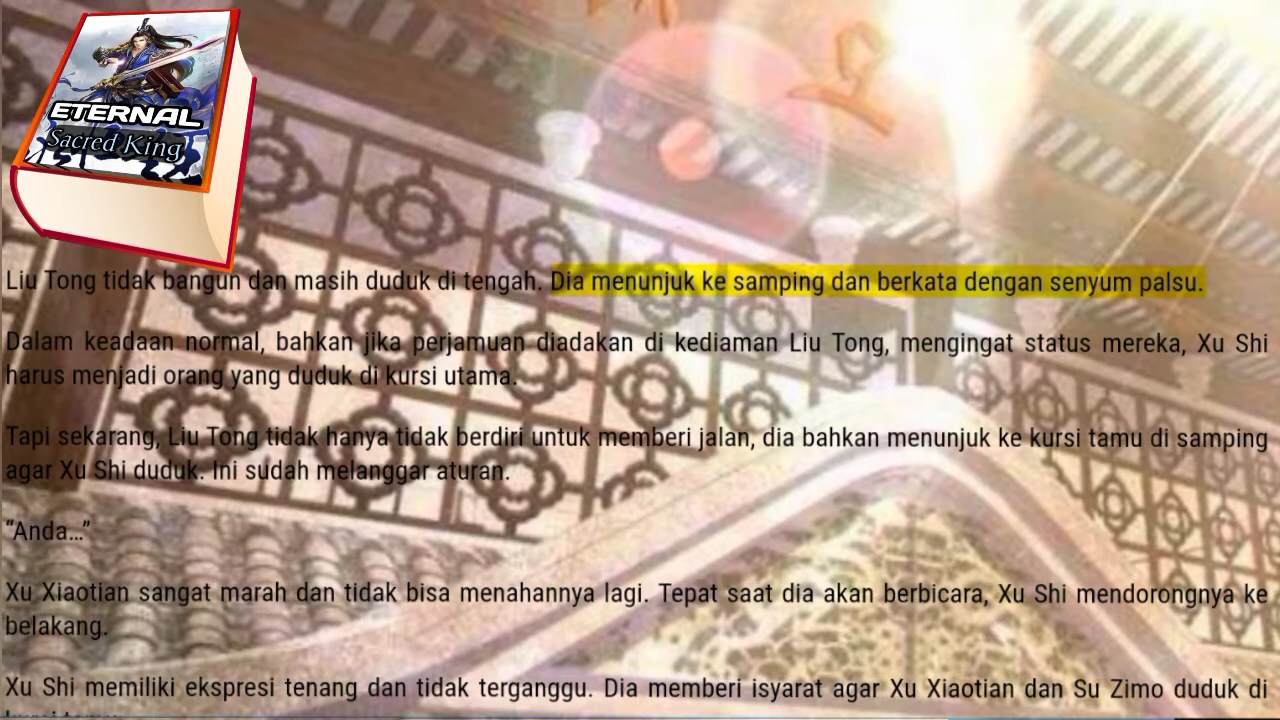 ETERNAL
Sacred King
Liu Tong tidak bangun dan masih duduk di tengah. Dia menunjuk ke samping dan berkata dengan senyum palsu.
Dalam keadaan normal, bahkan jika perjamuan diadakan di kediaman Liu Tong, mengingat status mereka, Xu Shi
harus menjadi orang yang duduk di kursi utama.
Tapi sekarang, Liu Tong tidak hanya tidak berdiri untuk memberi jalan, dia bahkan menunjuk ke kursi tamu di samping
agar Xu Shi duduk. Ini sudah melanggar aturan.
“Anda…”
Xu Xiaotian sangat marah dan tidak bisa menahannya lagi. Tepat saat dia akan berbicara, Xu Shi mendorongnya ke
belakang.
Xu Shi memiliki ekspresi tenang dan tidak terganggu. Dia memberi isyarat agar Xu Xiaotian dan Su Zimo duduk di